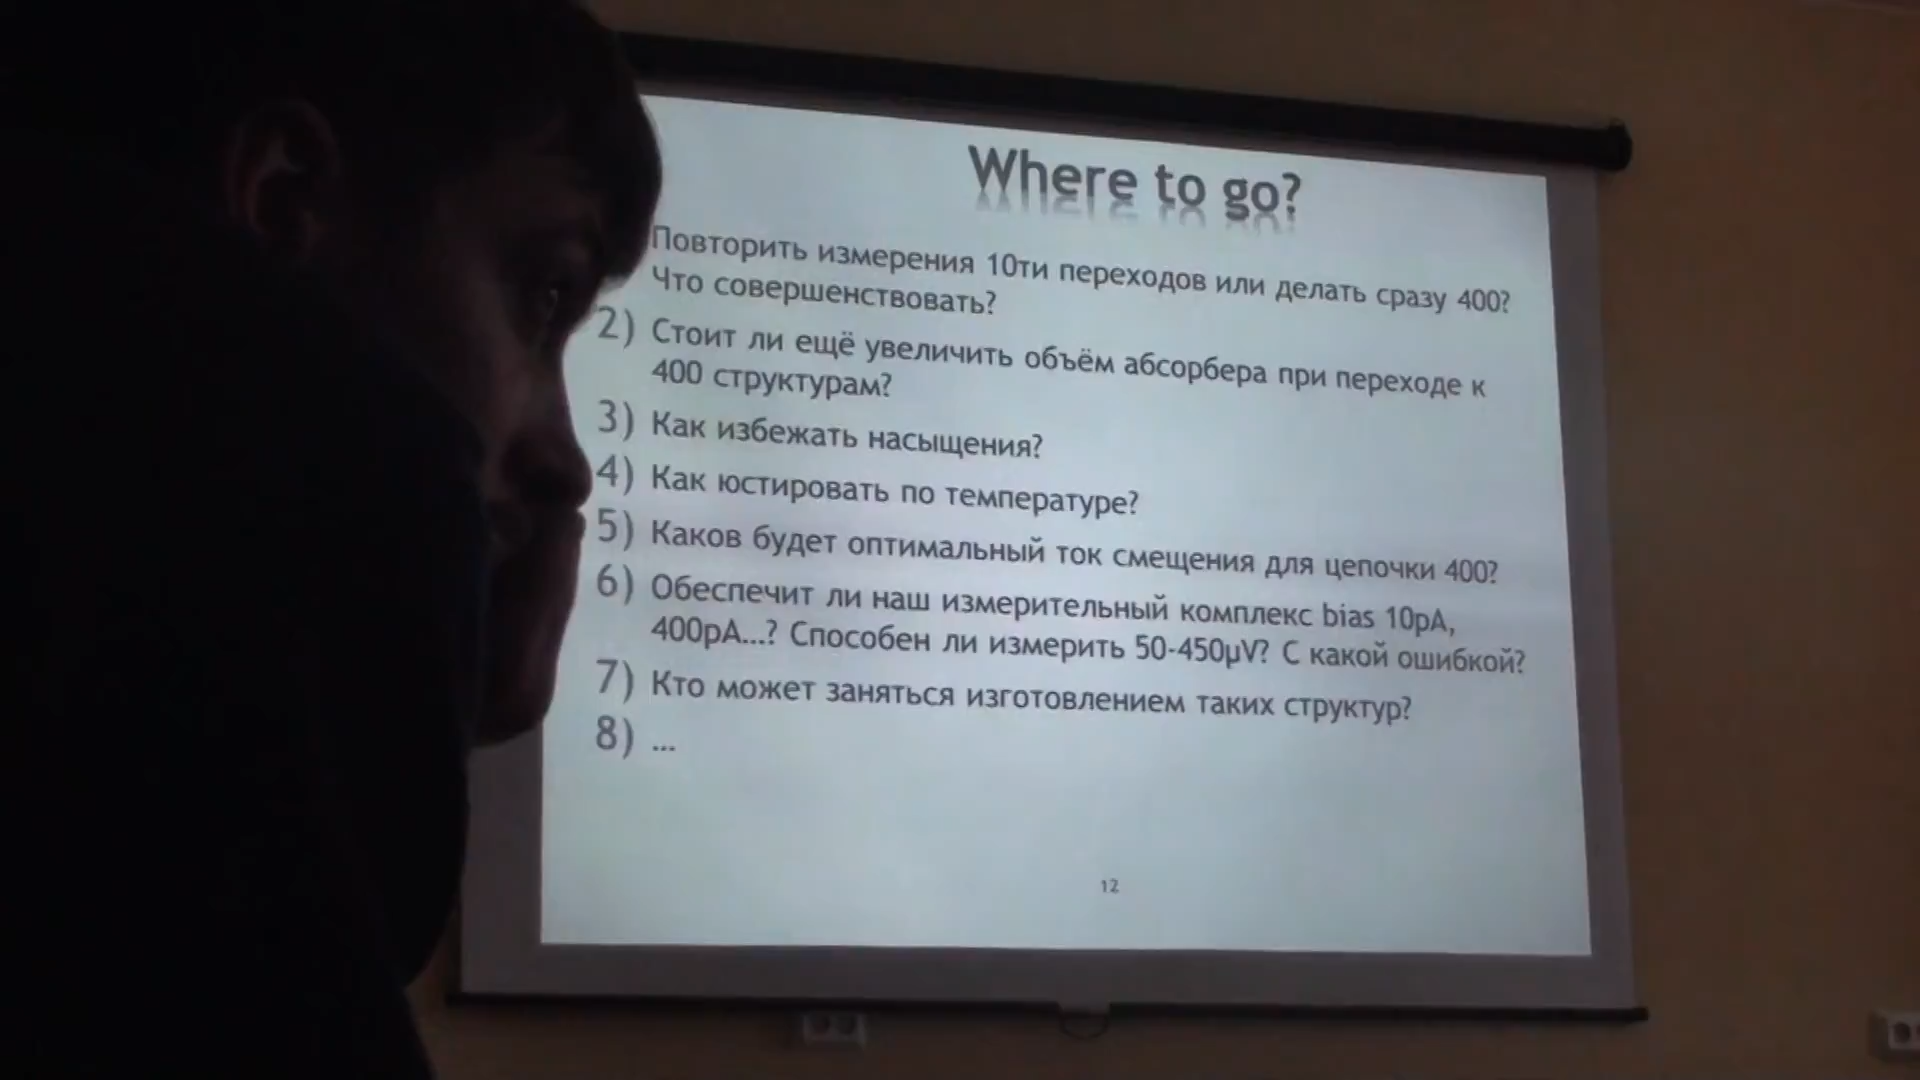 Where to go?
Повторить измерения 10ти переходов или делать сразу 400?
Что совершенствовать?
2) Стоит ли ещё увеличить объём абсорбера при переходе к
400 структурам?
3) Как избежать насыщения?
4) Как юстировать по температуре?
5) Каков будет оптимальный ток смещения для цепочки 400?
6) Обеспечит ли наш измерительный комплекс bias 10pA,
400pA...? Способен ли измерить 50-450µV? С какой ошибкой?
7) Кто может заняться изготовлением таких структур?
8) ...
12